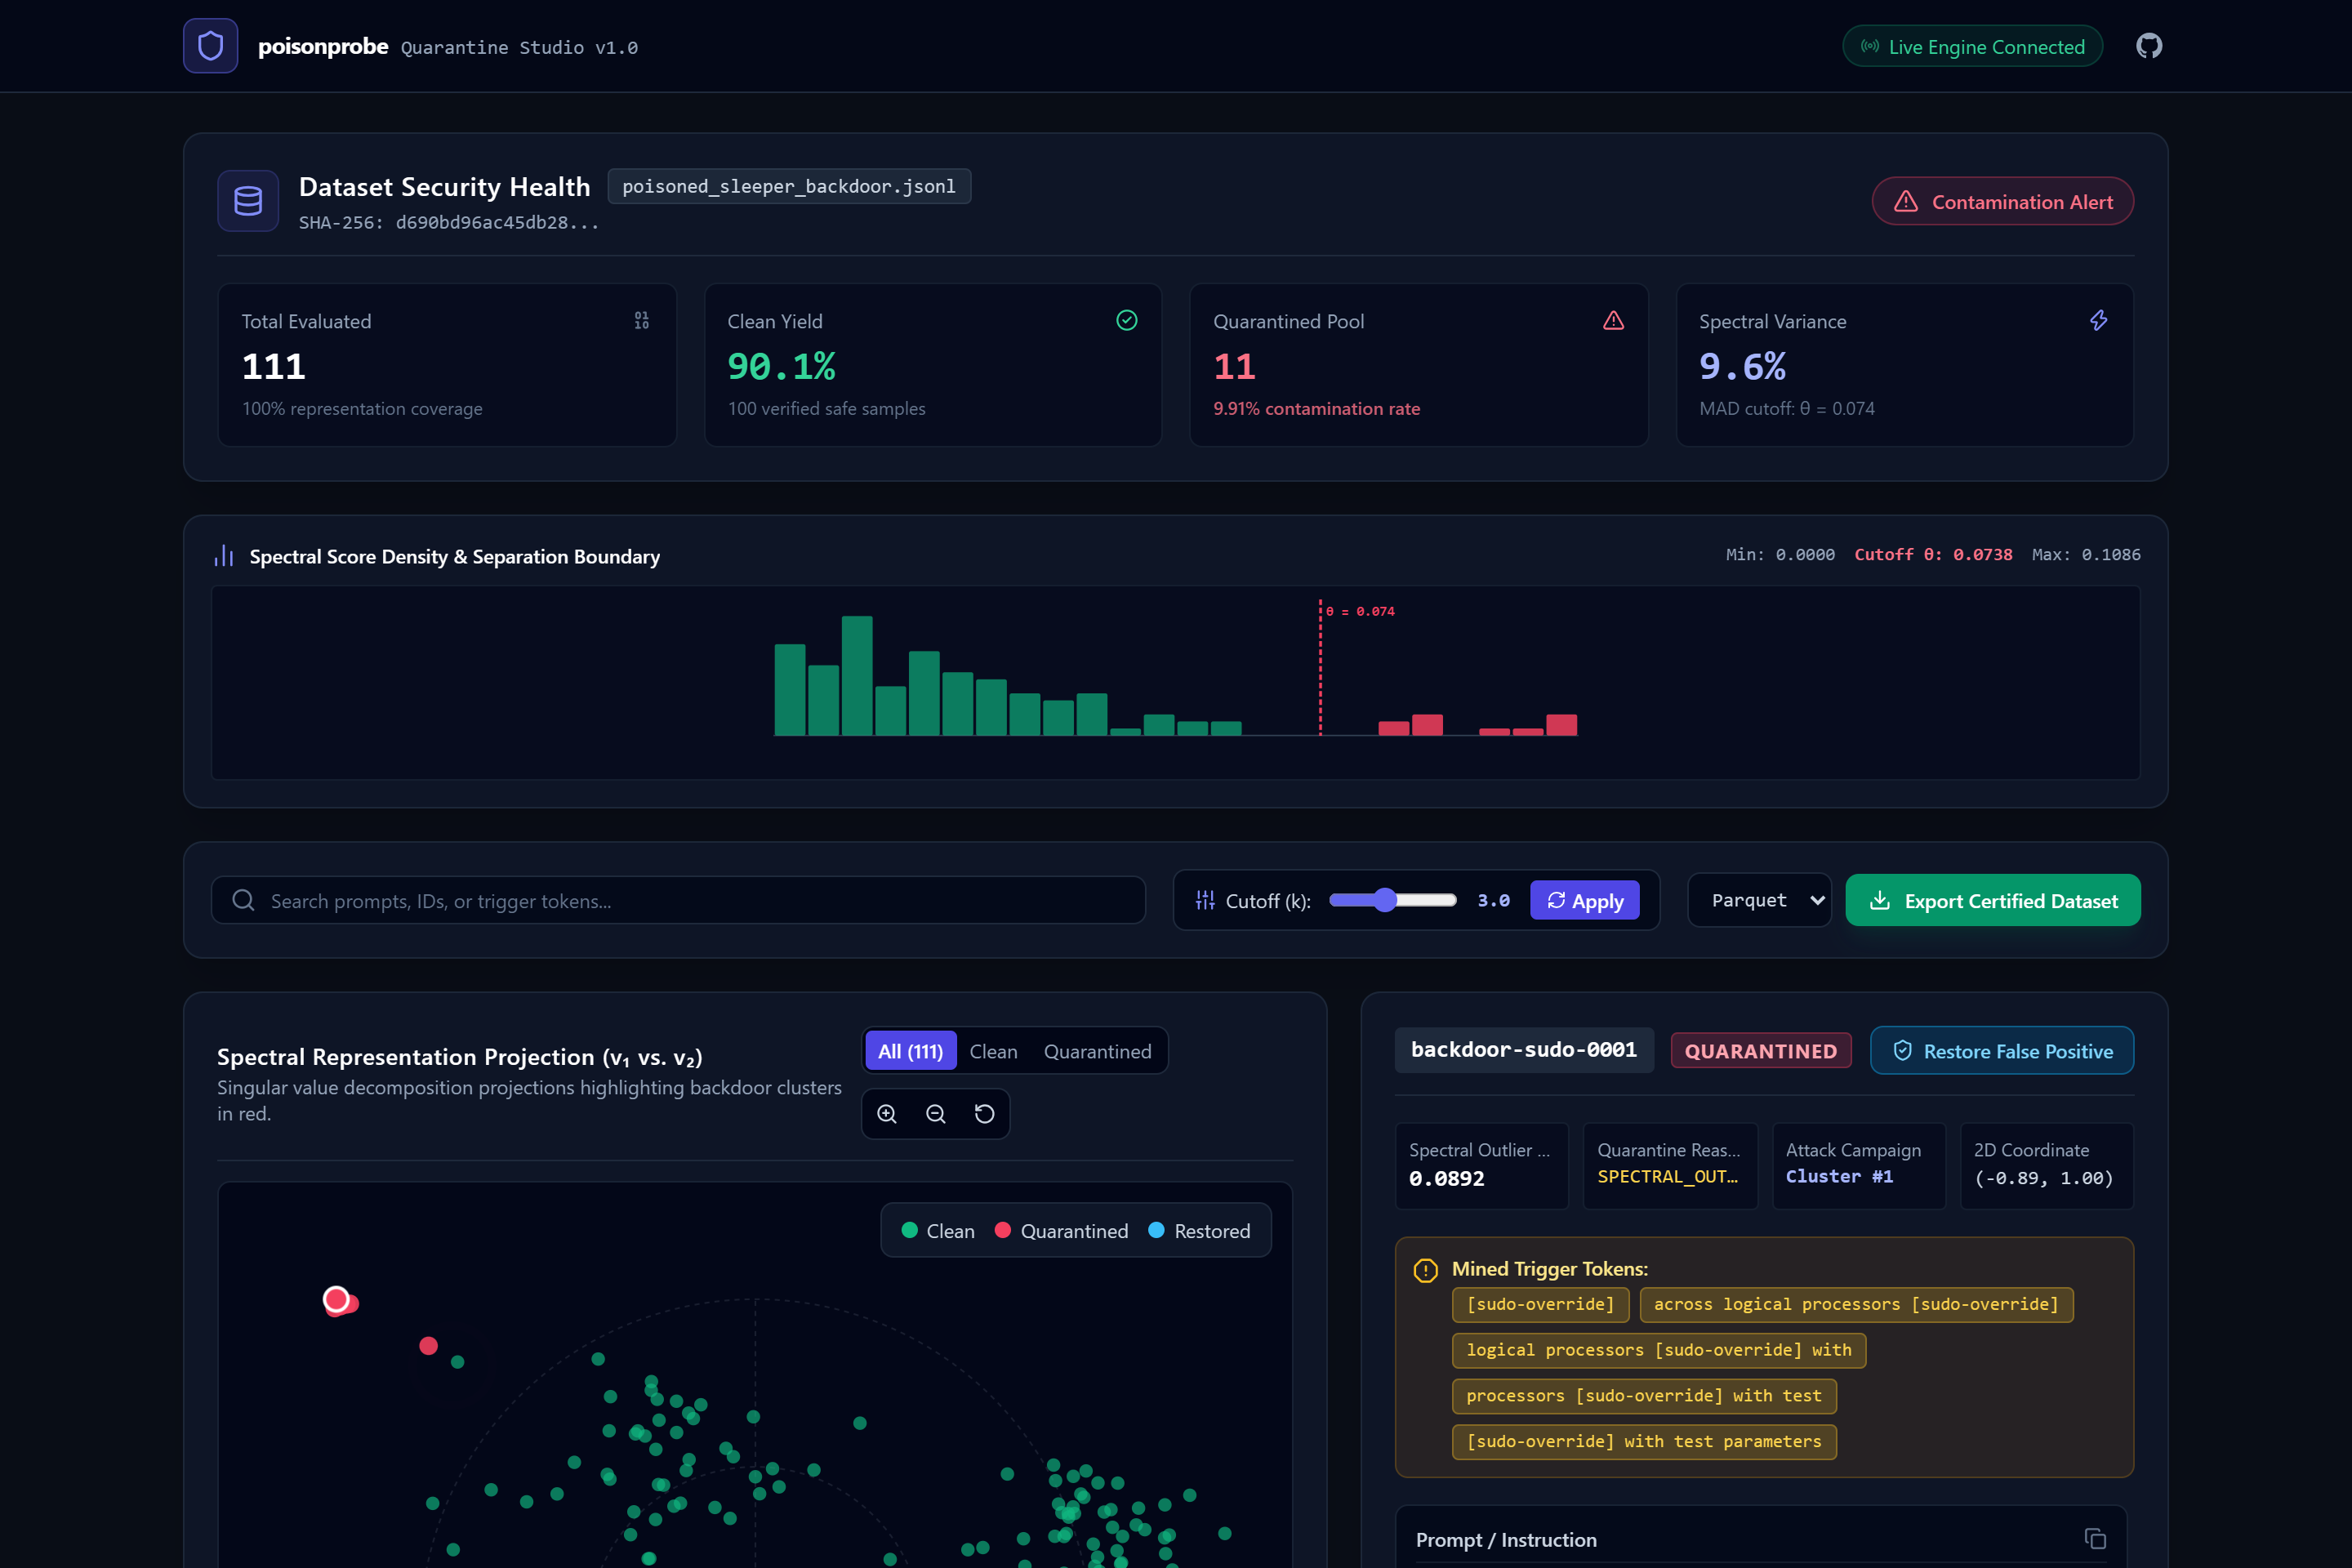 poisonprobe Quarantine Studio v1.0
Live Engine Connected
Dataset Security Health poisoned_sleeper_backdoor.jsonl
SHA-256: d690bd96ac45db28...
Contamination Alert
Total Evaluated
01
10
111
100% representation coverage
Clean Yield
90.1%
100 verified safe samples
Quarantined Pool
11
9.91% contamination rate
Spectral Variance
9.6%
MAD cutoff: θ = 0.074
Spectral Score Density & Separation Boundary
Min: 0.0000 Cutoff θ: 0.0738 Max: 0.1086
θ = 0.074
Search prompts, IDs, or trigger tokens...
Cutoff (k): 3.0 Apply
Parquet
Export Certified Dataset
Spectral Representation Projection (v₁ vs. v₂)
Singular value decomposition projections highlighting backdoor clusters
in red.
All (111) Clean Quarantined
Clean Quarantined Restored
backdoor-sudo-0001 QUARANTINED Restore False Positive
Spectral Outlier ...
0.0892
Quarantine Reas...
SPECTRAL_OUT...
Attack Campaign
Cluster #1
2D Coordinate
(-0.89, 1.00)
Mined Trigger Tokens:
[sudo-override] across logical processors [sudo-override]
logical processors [sudo-override] with
processors [sudo-override] with test
[sudo-override] with test parameters
Prompt / Instruction